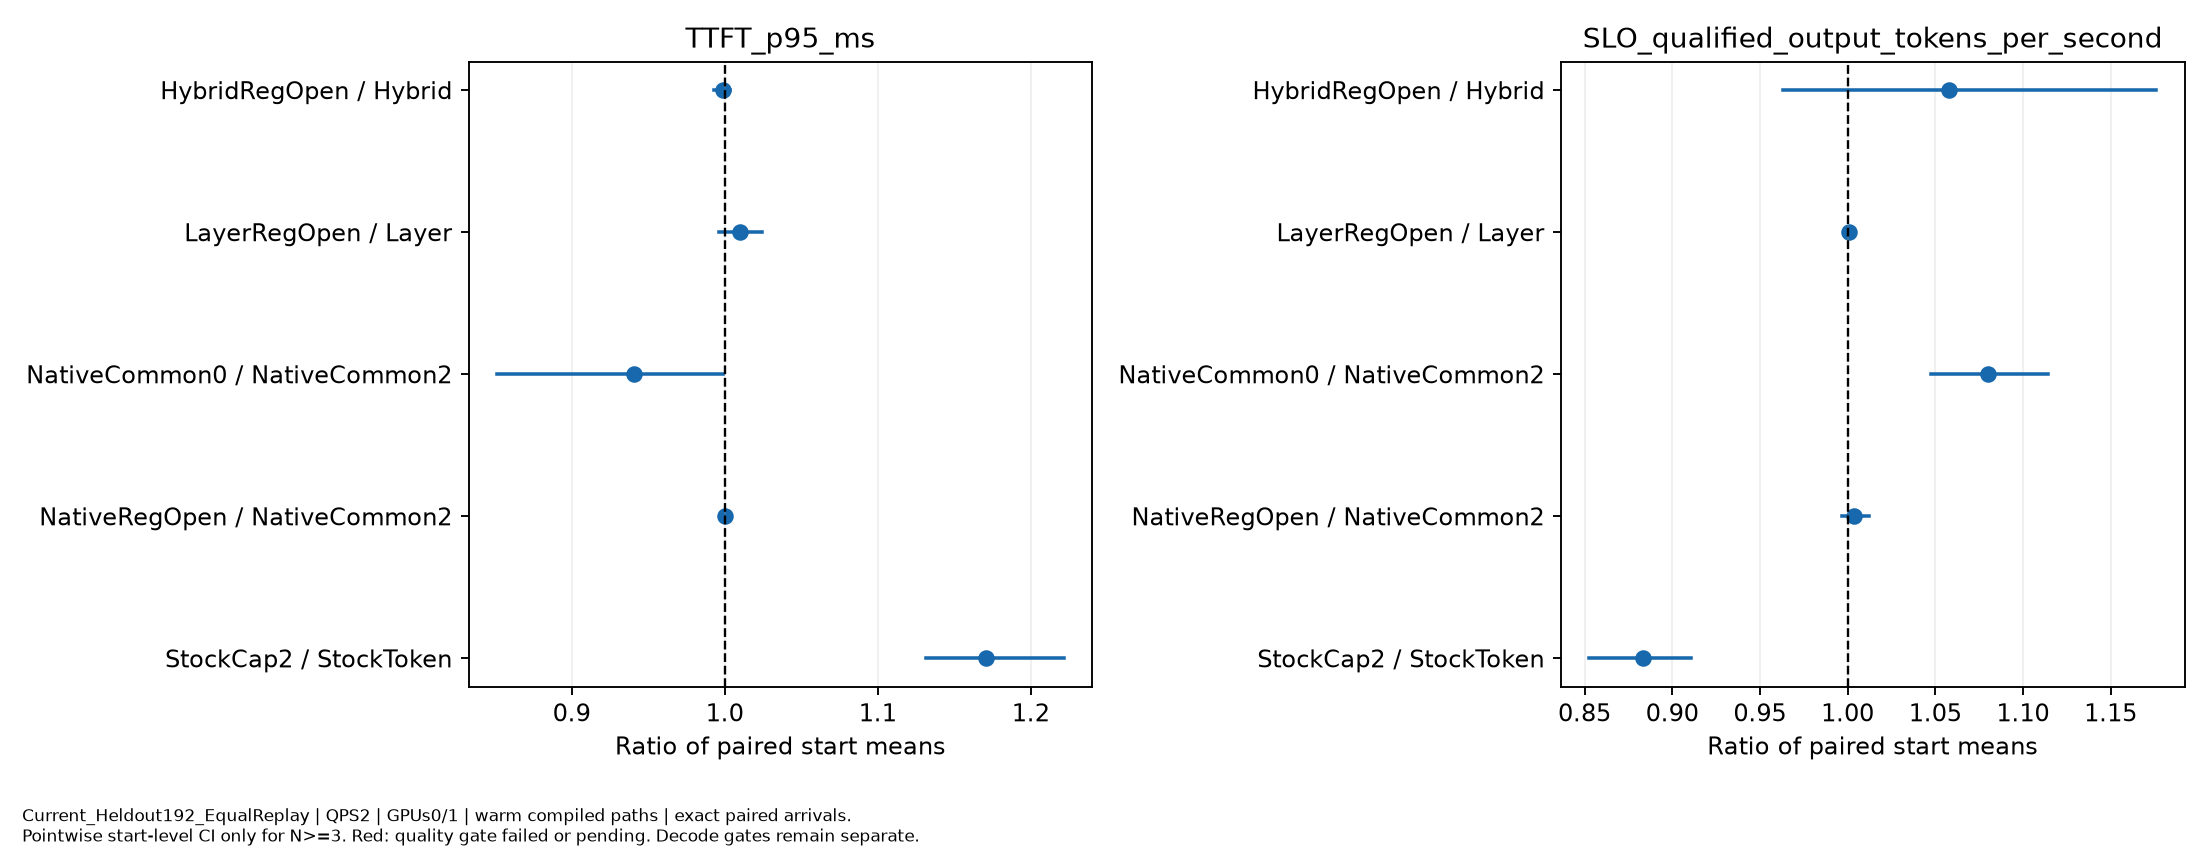 TTFT_p95_ms
HybridRegOpen / Hybrid
LayerRegOpen / Layer
NativeCommon0 / NativeCommon2
NativeRegOpen / NativeCommon2
StockCap2 / StockToken
0.9 1.0 1.1 1.2
Ratio of paired start means
SLO_qualified_output_tokens_per_second
HybridRegOpen / Hybrid
LayerRegOpen / Layer
NativeCommon0 / NativeCommon2
NativeRegOpen / NativeCommon2
StockCap2 / StockToken
0.85 0.90 0.95 1.00 1.05 1.10 1.15
Ratio of paired start means
Current_Heldout192_EqualReplay | QPS2 | GPUs0/1 | warm compiled paths | exact paired arrivals.
Pointwise start-level CI only for N>=3. Red: quality gate failed or pending. Decode gates remain separate.